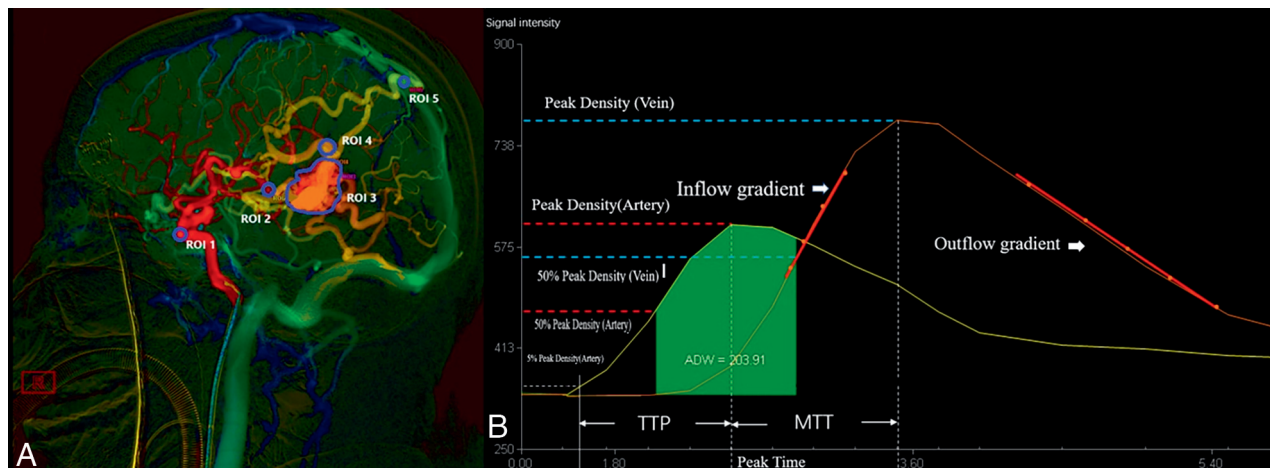 ROI 5
ROI 4
ROI 3
ROI 2
ROI 1
A
Signal intensity
900
Peak Density (Vein)
738
Inflow gradient
Peak Density(Artery)
575
Outflow gradient
50% Peak Density (Vein)
50% Peak Density (Artery)
413
5% Peak Density(Artery)
ADW = 203.91
TTP
MTT
B
250
0.00
1.80
Peak Time
3.60
5.40